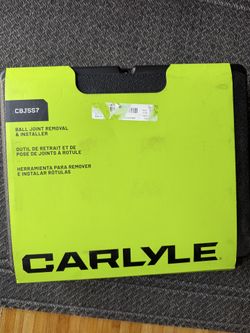 CBJSS7
BALL JOINT REMOVAL
& INSTALLER
OUTIL DE RETRAIT ET DE
POSE DE JOINTS À ROTULE
HERRAMIENTA PARA REMOVER
E INSTALAR RÓTULAS
CARLYLE